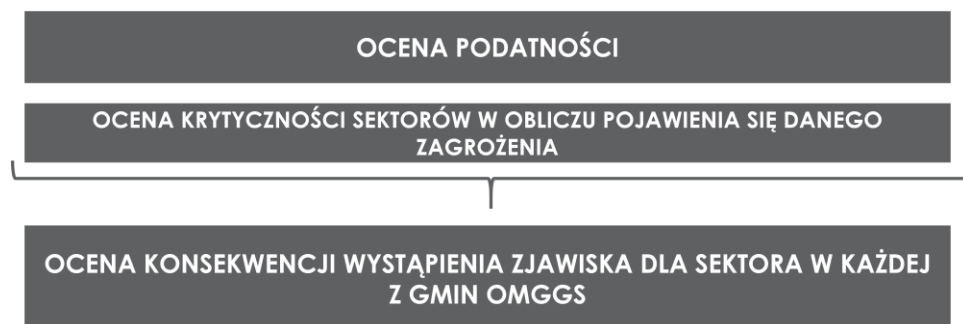 OCENA PODATNOŚCI
OCENA KRYTYCZNOŚCI SEKTORÓW W OBLICZU POJAWIENIA SIĘ DANEGO
ZAGROŻENIA
OCENA KONSEKWENCJI WYSTĄPIENIA ZJAWISKA DLA SEKTORA W KAŻDEJ
Z GMIN OMGGS